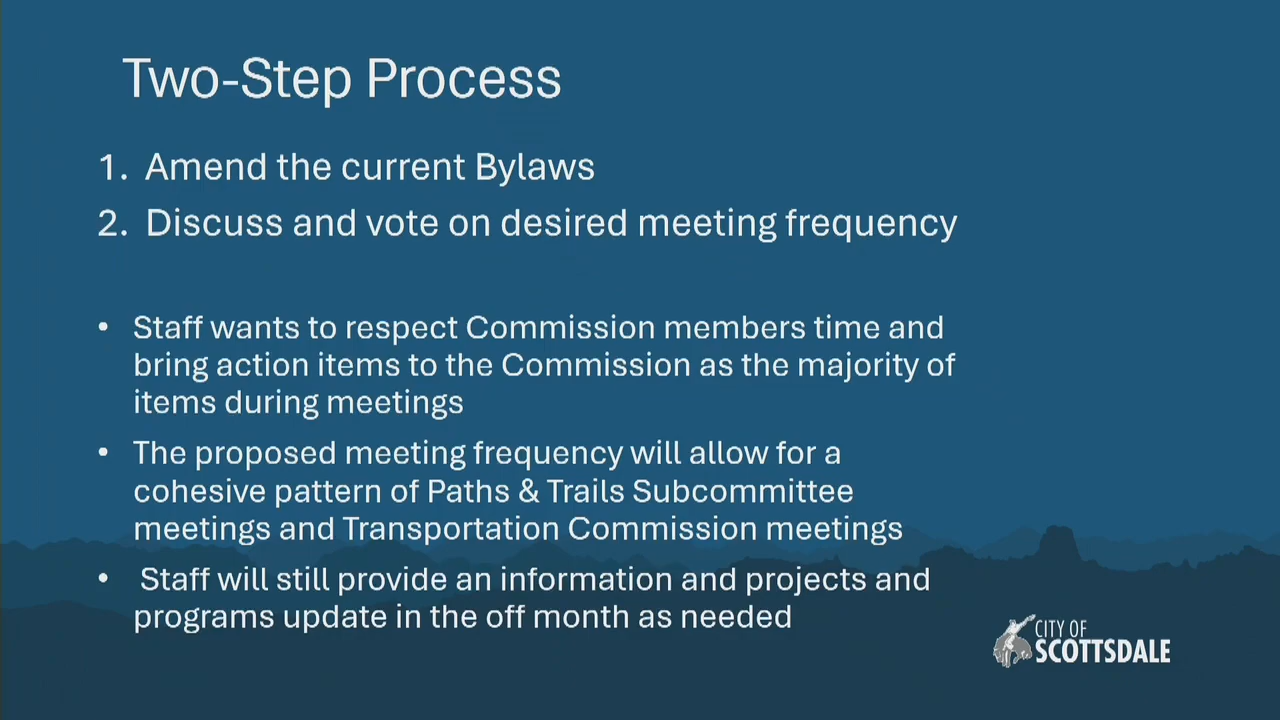 Two-Step Process
1. Amend the current Bylaws
2. Discuss and vote on desired meeting frequency
• Staff wants to respect Commission members time and
bring action items to the Commission as the majority of
items during meetings
• The proposed meeting frequency will allow for a
cohesive pattern of Paths & Trails Subcommittee
meetings and Transportation Commission meetings
• Staff will still provide an information and projects and
programs update in the off month as needed
CITY OF
SCOTTSDALE